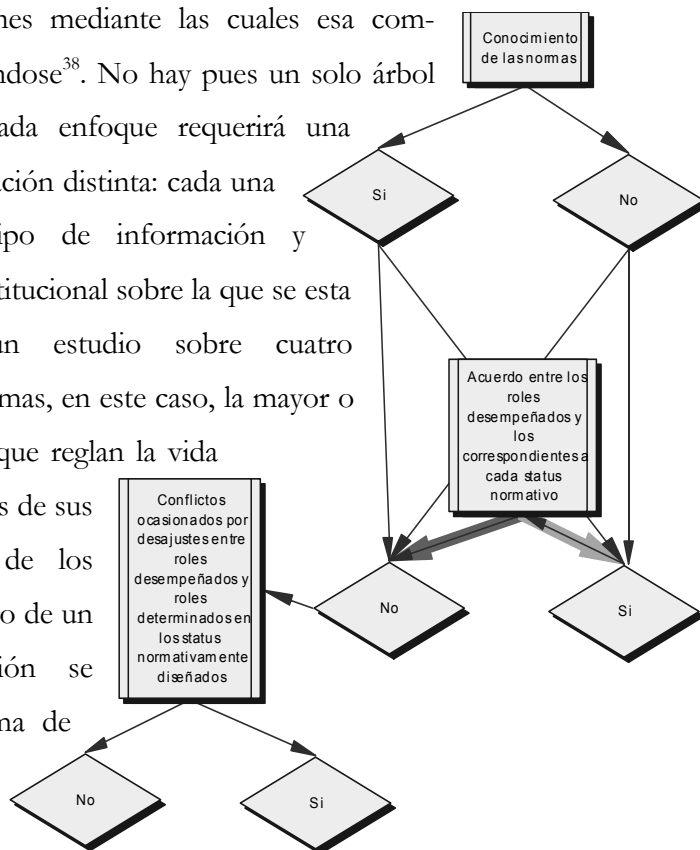 nes mediante las cuales esa com-
ndose³⁸. No hay pues un solo árbol
ada enfoque requerirá una
ación distinta: cada una
ipo de información y
titucional sobre la que se esta
un estudio sobre cuatro
mas, en este caso, la mayor o
que reglan la vida
s de sus
de los
o de un
ión se
ma de
Conocimiento
de las normas
Si
No
Acuerdo entre los
roles
desempeñados y
los
correspondientes a
cada status
normativo
No
Si
Conflictos
ocasionados por
desajustes entre
roles
desempeñados y
roles
determinados en
los status
normativamente
diseñados
No
Si